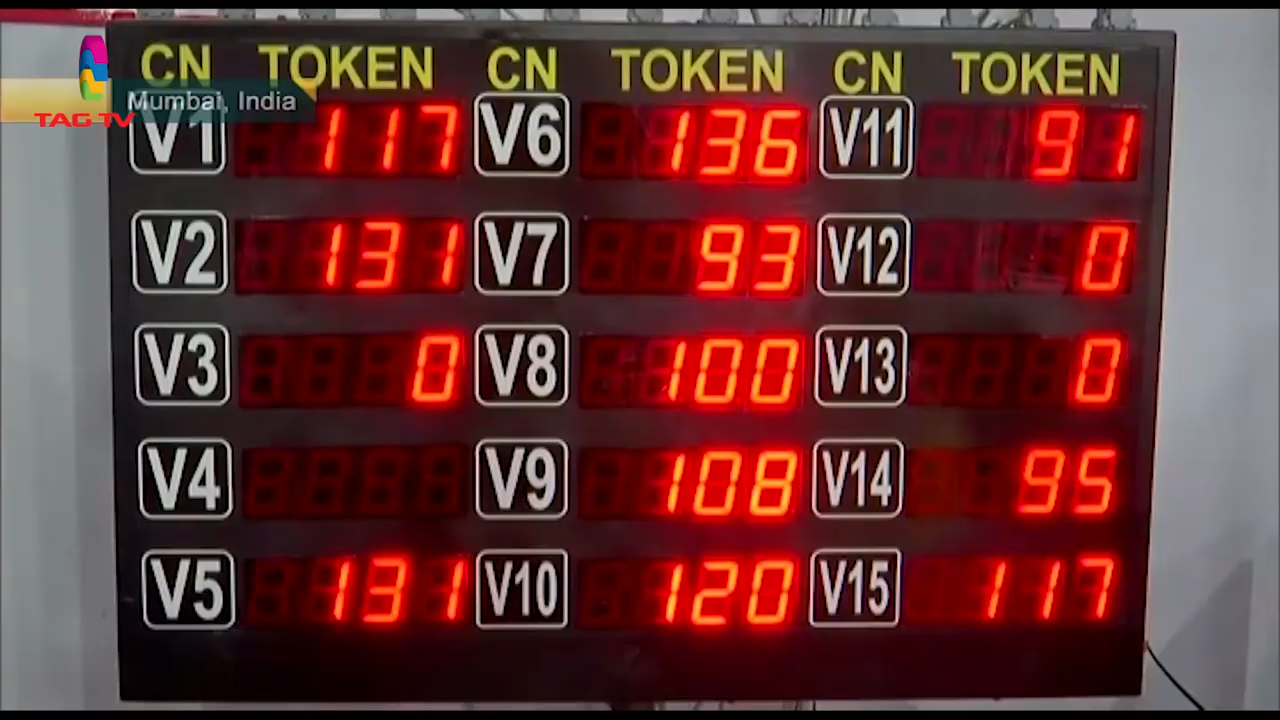 CN TOKEN CN TOKEN CN TOKEN
Mumbai, India
TAG TV
V1 117 V6 136 V11 91
V2 131 V7 93 V12 0
V3 0 V8 100 V13 0
V4 V9 108 V14 95
V5 131 V10 120 V15 117